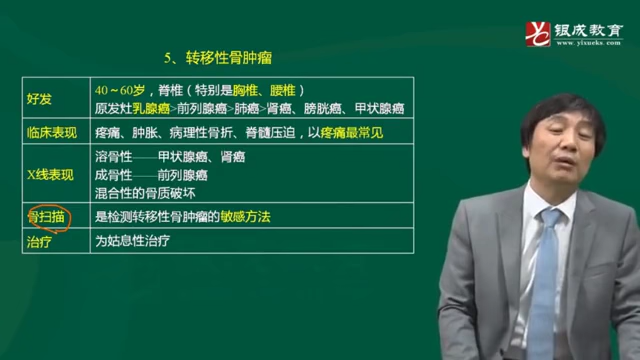 银成教育
www.yixueks.com
5、转移性骨肿瘤
好发
40～60岁，脊椎（特别是胸椎、腰椎）
原发灶乳腺癌>前列腺癌>肺癌>肾癌、膀胱癌、甲状腺癌
临床表现
疼痛、肿胀、病理性骨折、脊髓压迫，以疼痛最常见
X线表现
溶骨性——甲状腺癌、肾癌
成骨性——前列腺癌
混合性的骨质破坏
骨扫描
是检测转移性骨肿瘤的敏感方法
治疗
为姑息性治疗